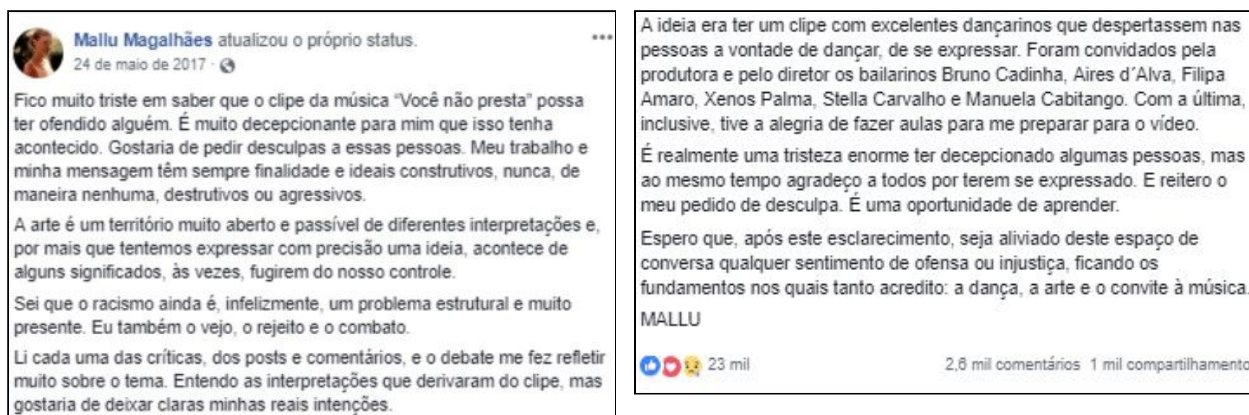 Mallu Magalhães atualizou o próprio status.
24 de maio de 2017 ·
Fico muito triste em saber que o clipe da música “Você não presta” possa
ter ofendido alguém. É muito decepcionante para mim que isso tenha
acontecido. Gostaria de pedir desculpas a essas pessoas. Meu trabalho e
minha mensagem têm sempre finalidade e ideais construtivos, nunca, de
maneira nenhuma, destrutivos ou agressivos.
A arte é um território muito aberto e passível de diferentes interpretações e,
por mais que tentemos expressar com precisão uma ideia, acontece de
alguns significados, às vezes, fugirem do nosso controle.
Sei que o racismo ainda é, infelizmente, um problema estrutural e muito
presente. Eu também o vejo, o rejeito e o combato.
Li cada uma das críticas, dos posts e comentários, e o debate me fez refletir
muito sobre o tema. Entendo as interpretações que derivaram do clipe, mas
gostaria de deixar claras minhas reais intenções.
A ideia era ter um clipe com excelentes dançarinos que despertassem nas
pessoas a vontade de dançar, de se expressar. Foram convidados pela
produtora e pelo diretor os bailarinos Bruno Cadinha, Aires d´Alva, Filipa
Amaro, Xenos Palma, Stella Carvalho e Manuela Cabitango. Com a última,
inclusive, tive a alegria de fazer aulas para me preparar para o vídeo.
É realmente uma tristeza enorme ter decepcionado algumas pessoas, mas
ao mesmo tempo agradeço a todos por terem se expressado. E reitero o
meu pedido de desculpa. É uma oportunidade de aprender.
Espero que, após este esclarecimento, seja aliviado deste espaço de
conversa qualquer sentimento de ofensa ou injustiça, ficando os
fundamentos nos quais tanto acredito: a dança, a arte e o convite à música.
MALLU
23 mil 2,6 mil comentários 1 mil compartilhamento